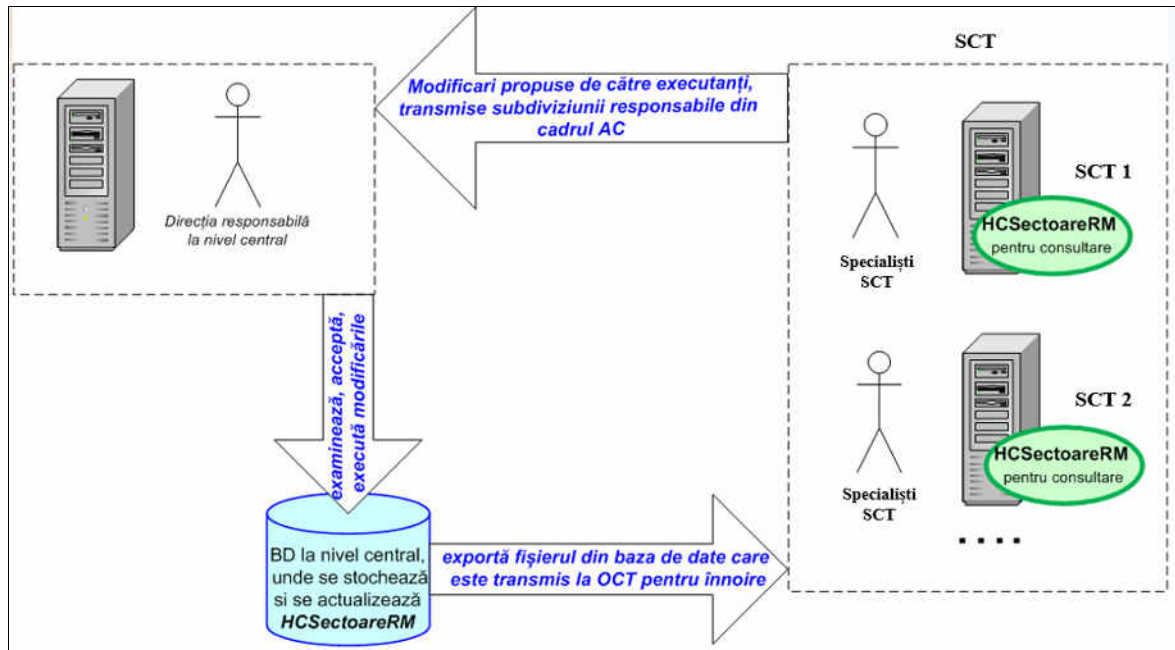 SCT
Modificari propuse de către executanți,
transmise subdiviziunii responsabile din
cadrul AC
Direcția responsabilă
la nivel central
SCT 1
HCSectoareRM
pentru consultare
Specialiști
SCT
examinează, acceptă,
execută modificările
SCT 2
HCSectoareRM
pentru consultare
Specialiști
SCT
BD la nivel central,
unde se stochează
si se actualizează
HCSectoareRM
exportă fișierul din baza de date care
este transmis la OCT pentru înnoire
. . . .